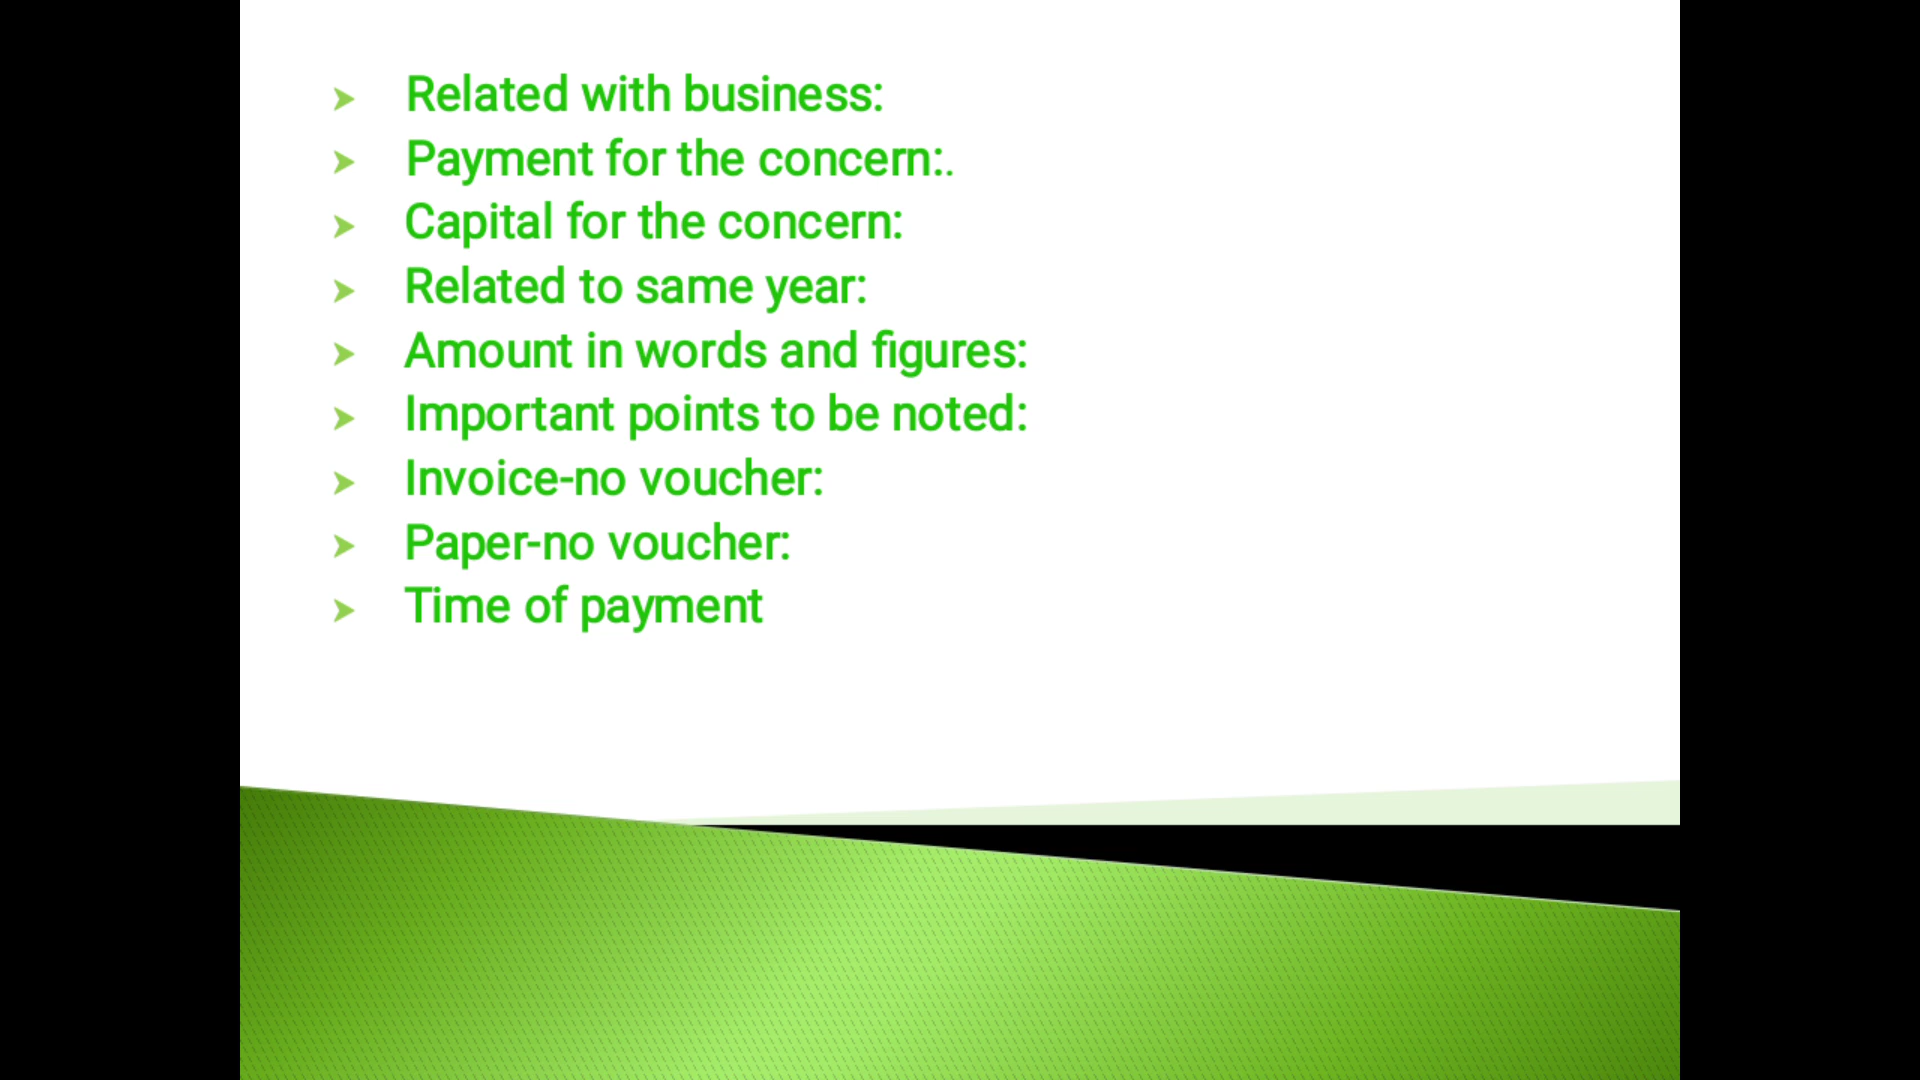 Related with business:
Payment for the concern:.
Capital for the concern:
Related to same year:
Amount in words and figures:
Important points to be noted:
Invoice-no voucher:
Paper-no voucher:
Time of payment